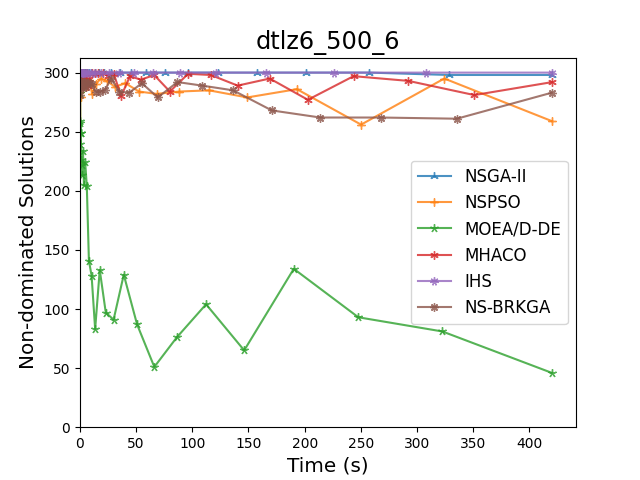 dtlz6_500_6
Non-dominated Solutions
300
250
200
150
100
50
0
NSGA-II
NSPSO
MOEA/D-DE
MHACO
IHS
NS-BRKGA
0 50 100 150 200 250 300 350 400
Time (s)